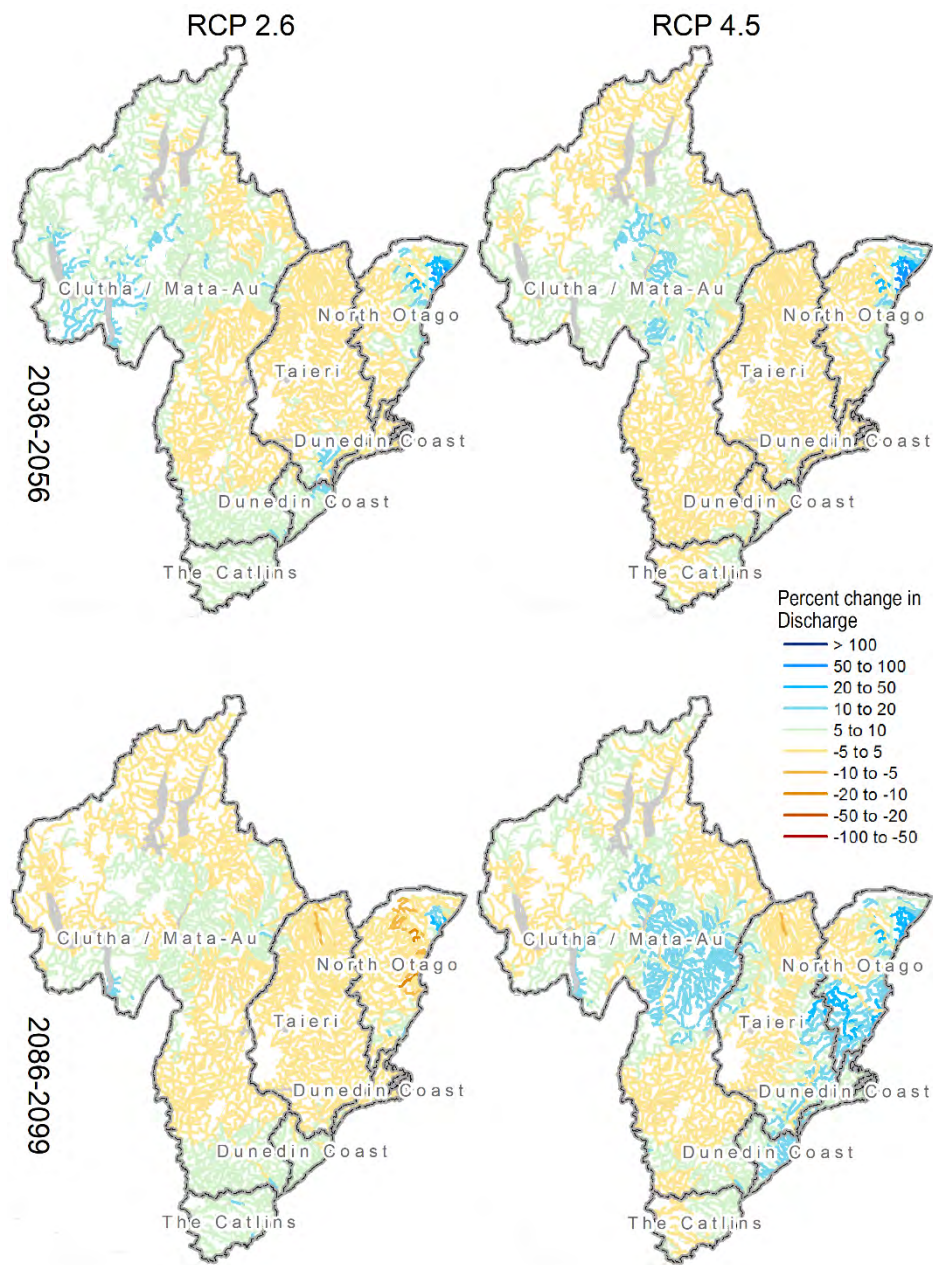 RCP 2.6
RCP 4.5
2036-2056
Clutha / Mata-Au
North Otago
Taieri
Dunedin Coast
Dunedin Coast
The Catlins
Clutha / Mata-Au
North Otago
Taieri
Dunedin Coast
Dunedin Coast
The Catlins
Percent change in
Discharge
> 100
50 to 100
20 to 50
10 to 20
5 to 10
-5 to 5
-10 to -5
-20 to -10
-50 to -20
-100 to -50
2086-2099
Clutha / Mata-Au
North Otago
Taieri
Dunedin Coast
Dunedin Coast
The Catlins
Clutha / Mata-Au
North Otago
Taieri
Dunedin Coast
Dunedin Coast
The Catlins